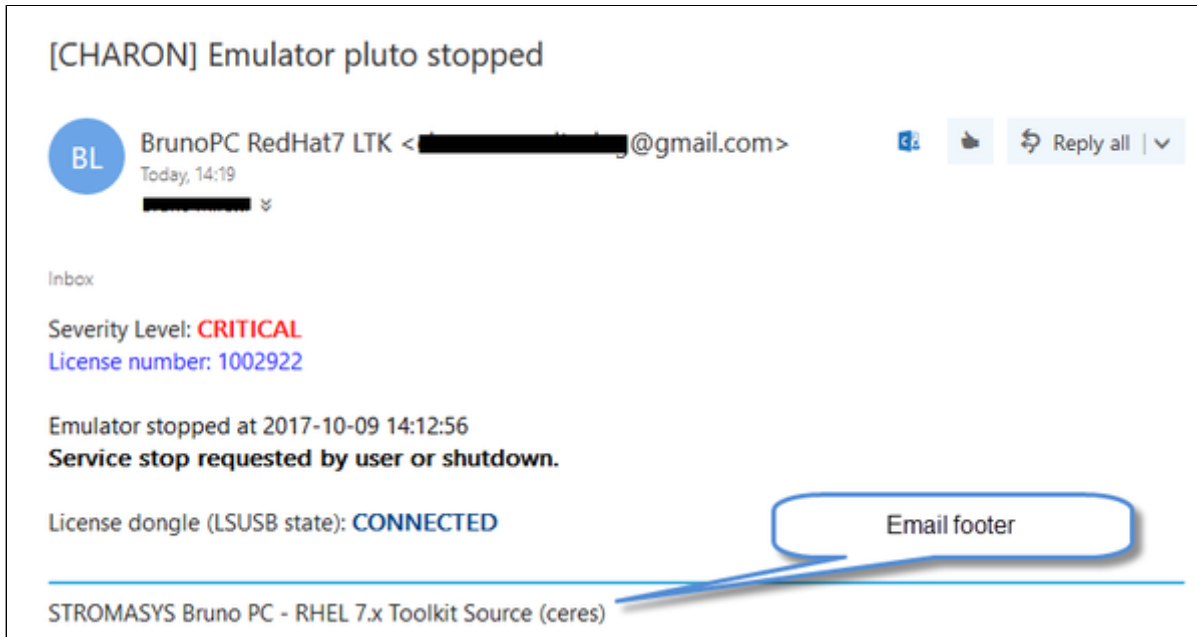 [CHARON] Emulator pluto stopped
BL
BrunoPC RedHat7 LTK < @gmail.com>
Reply all
Today, 14:19
Inbox
Severity Level: CRITICAL
License number: 1002922
Emulator stopped at 2017-10-09 14:12:56
Service stop requested by user or shutdown.
License dongle (LSUSB state): CONNECTED
Email footer
STROMASYS Bruno PC - RHEL 7.x Toolkit Source (ceres)